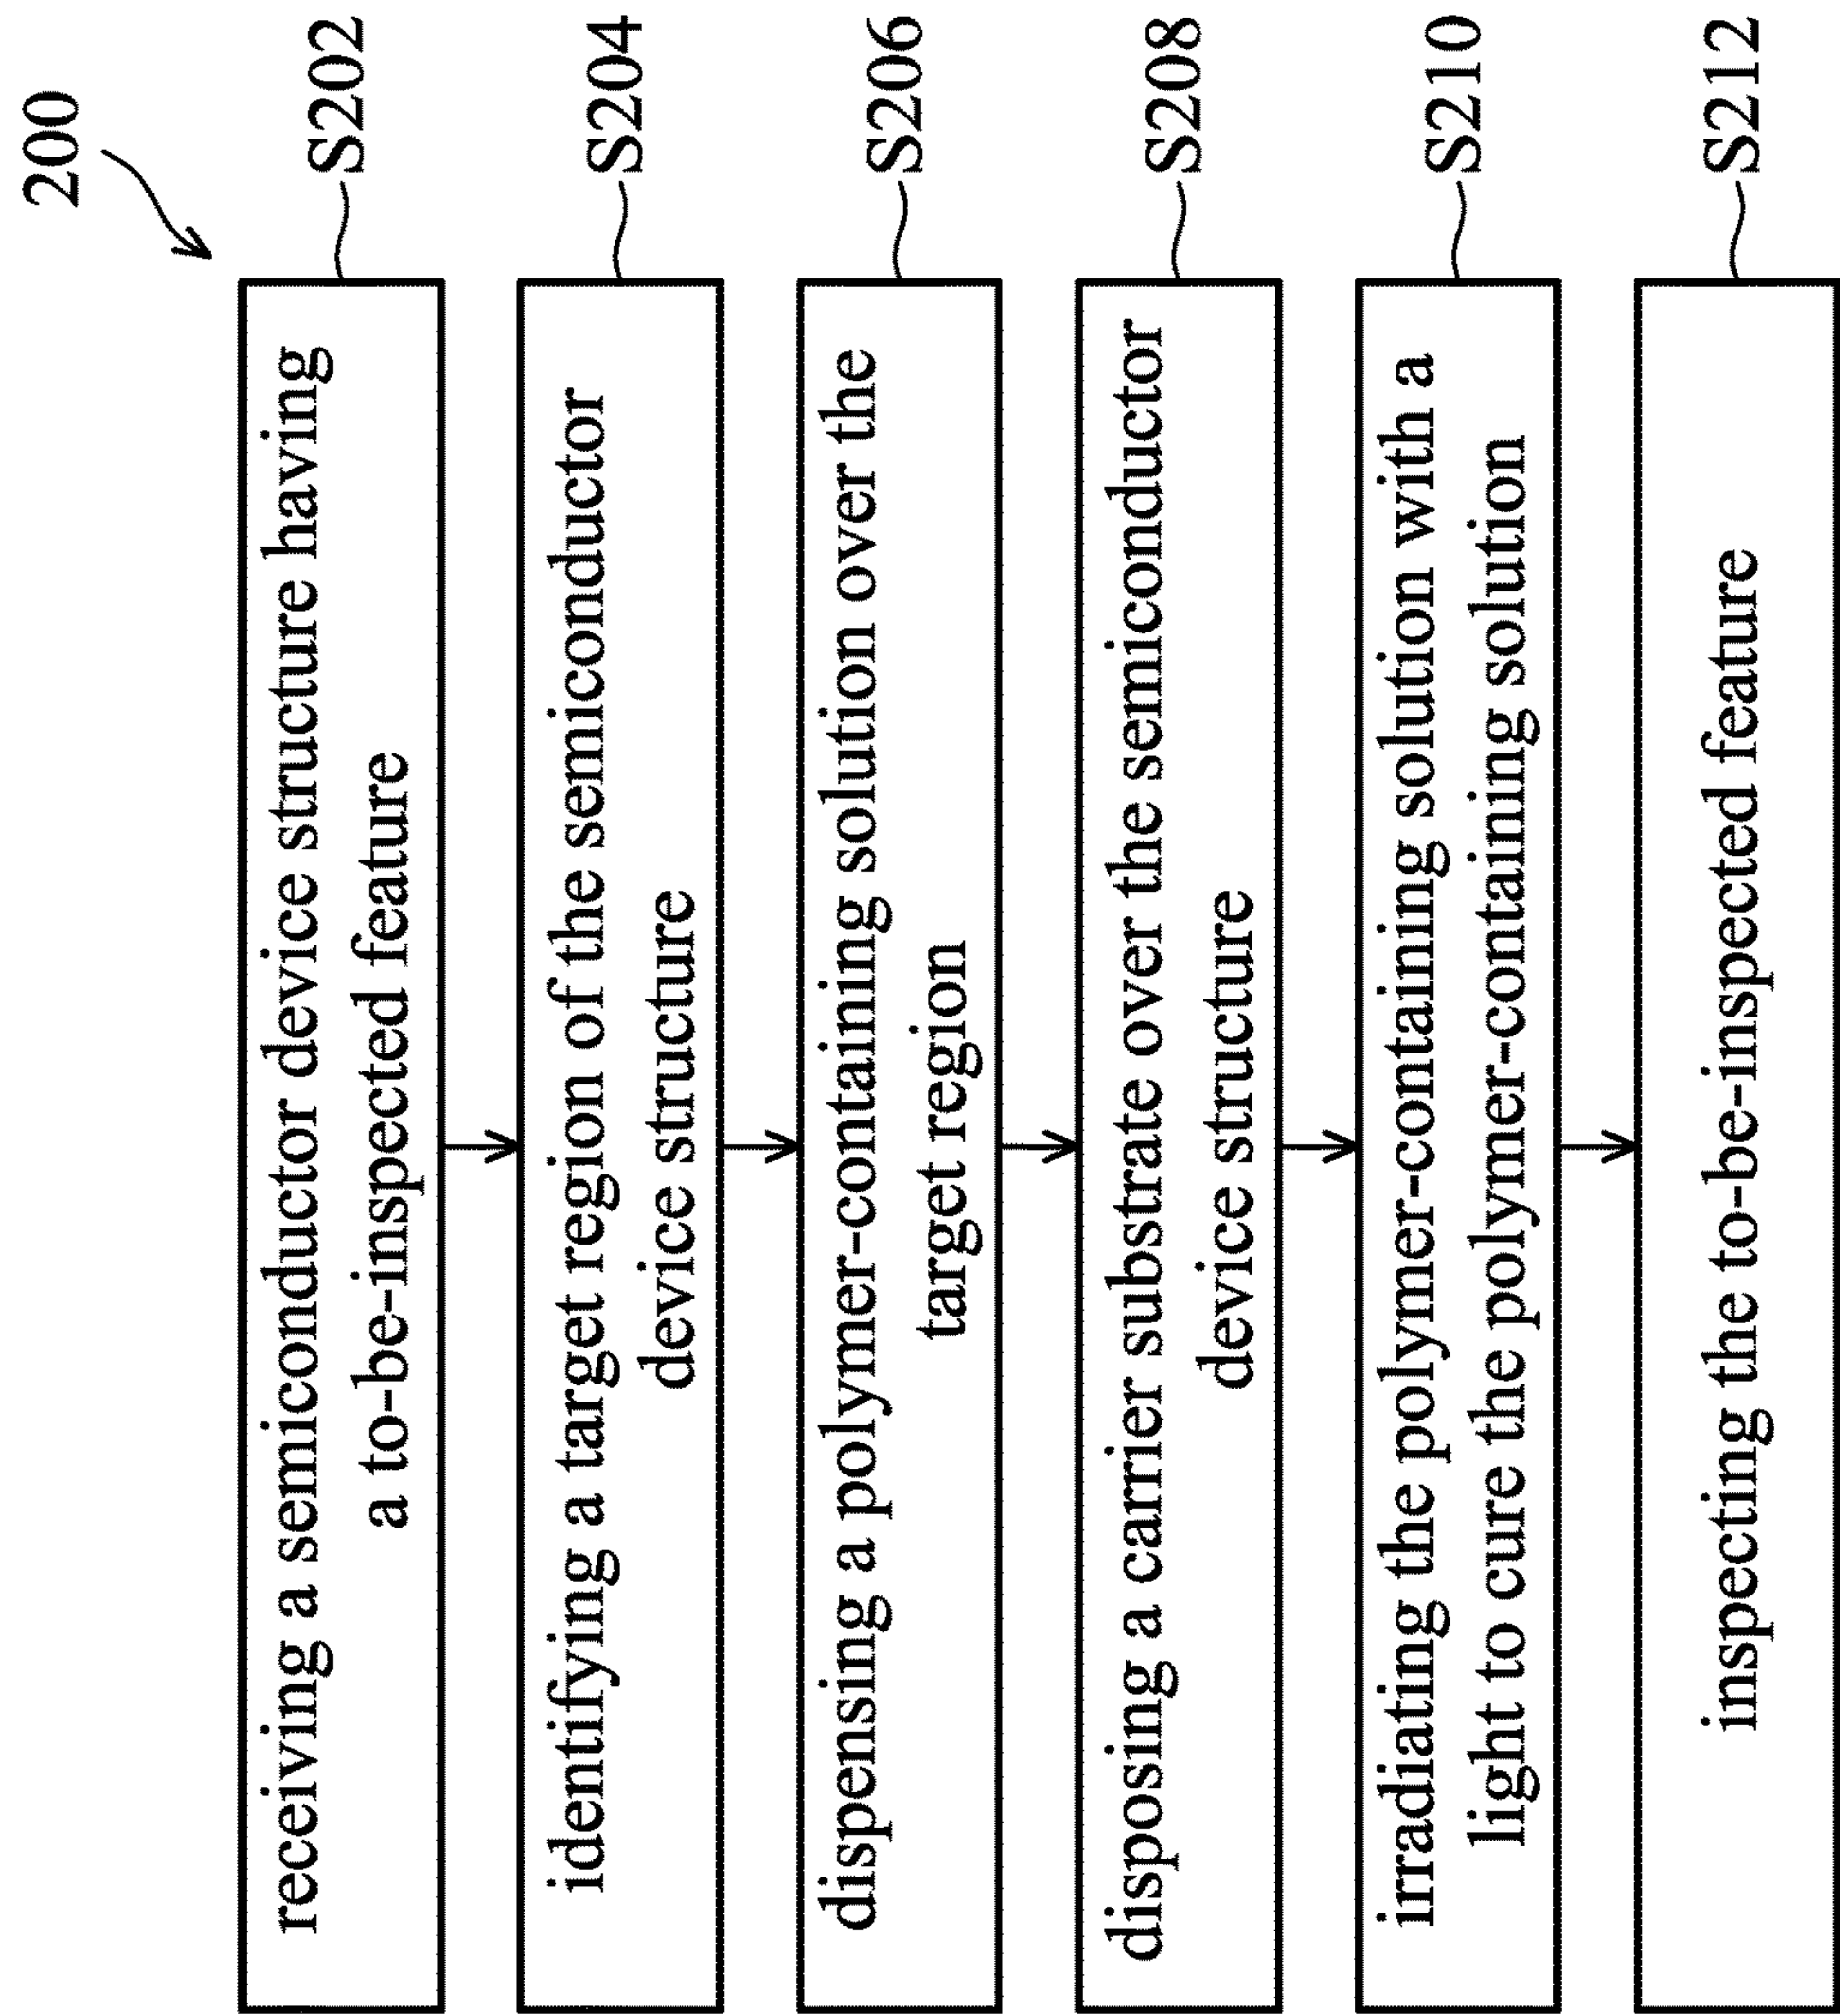 200
receiving a semiconductor device structure having
a to-be-inspected feature
S202
identifying a target region of the semiconductor
device structure
S204
dispensing a polymer-containing solution over the
target region
S206
disposing a carrier substrate over the semiconductor
device structure
S208
irradiating the polymer-containing solution with a
light to cure the polymer-containing solution
S210
inspecting the to-be-inspected feature
S212